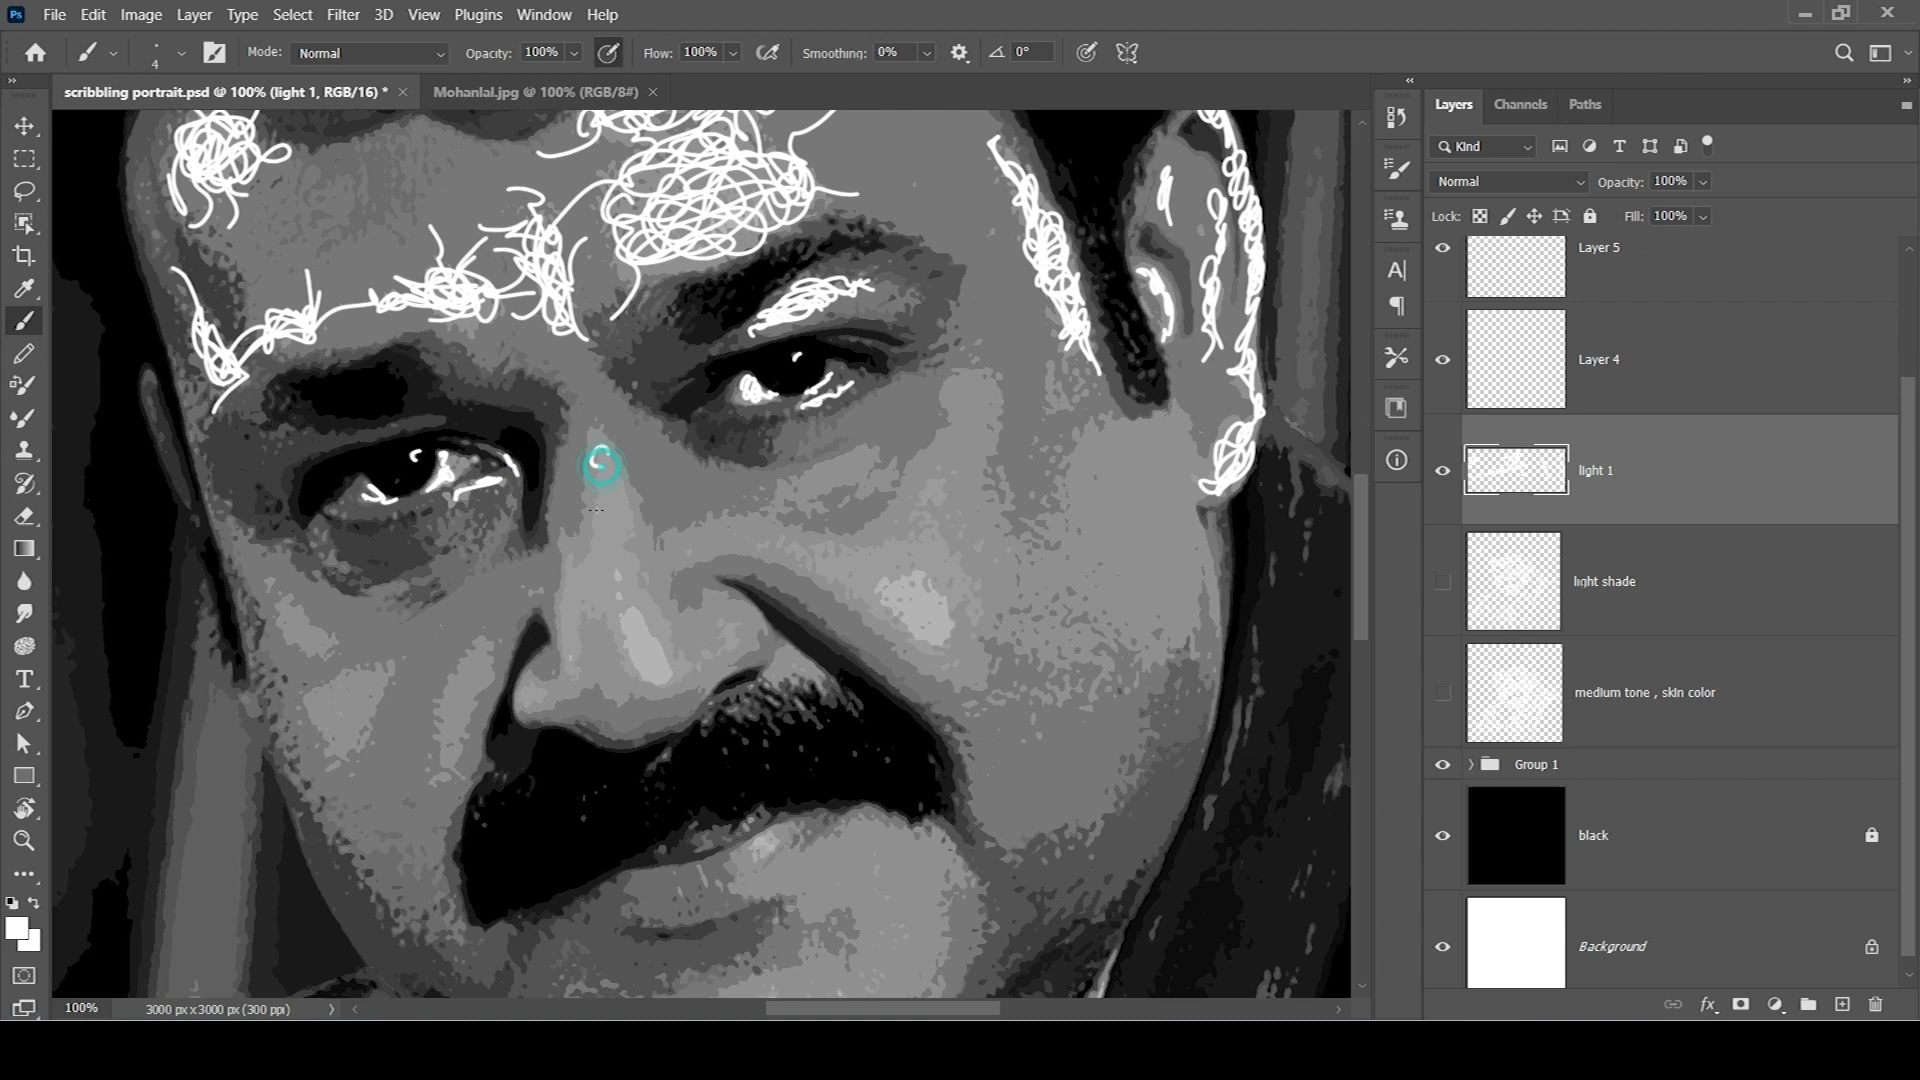 Ps File Edit Image Layer Type Select Filter 3D View Plugins Window Help
4 Mode: Normal Opacity: 100% Flow: 100% Smoothing: 0% 0°
scribbling portrait.psd @ 100% (light 1, RGB/16) * Mohanlal.jpg @ 100% (RGB/8#)
Layers Channels Paths
Kind
Normal Opacity: 100%
Lock: Fill: 100%
Layer 5
Layer 4
light 1
light shade
medium tone , skin color
Group 1
black
Background
100% 3000 px x 3000 px (300 ppi)